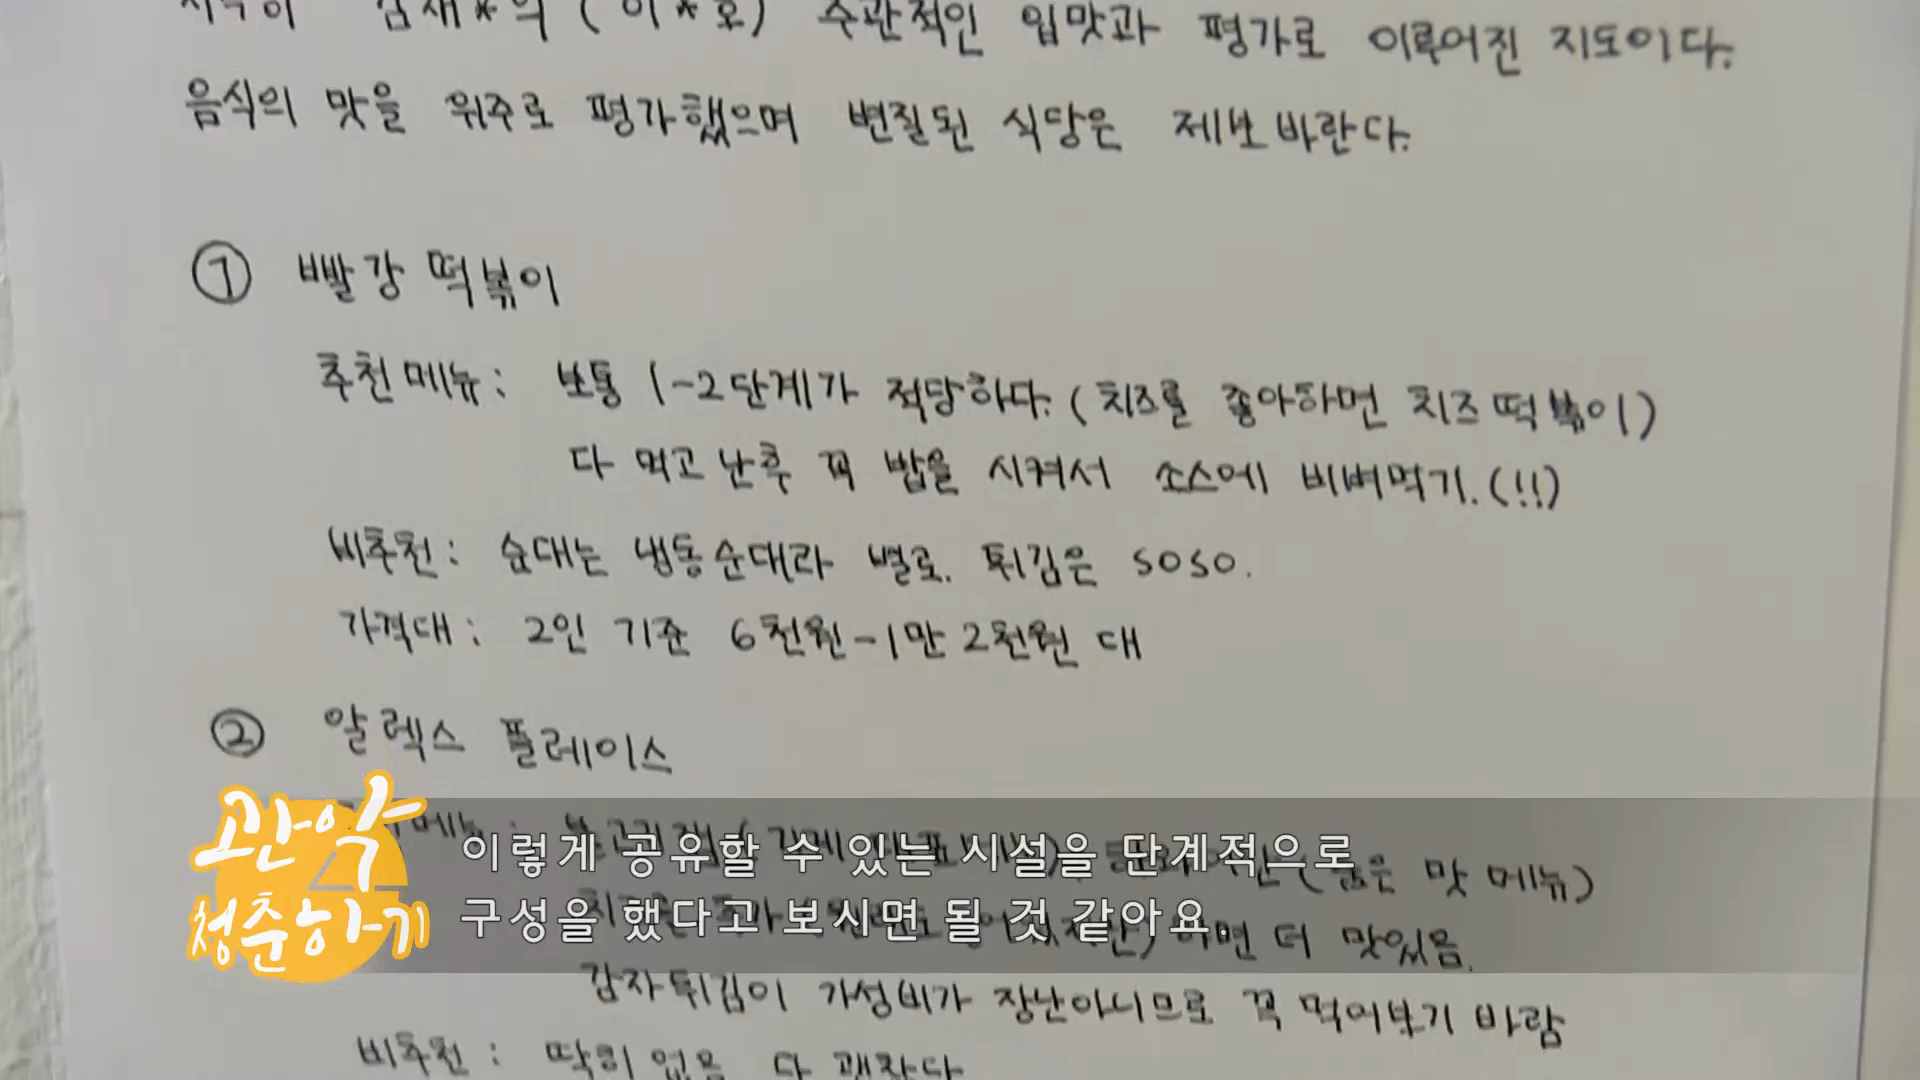 주관적인 입맛과 평가로 이루어진 지도이다.
음식의 맛을 위주로 평가했으며 변질된 식당은 제보바란다.
① 빨강 떡볶이
추천메뉴: 보통 1-2단계가 적당하다. (치즈를 좋아하면 치즈떡볶이)
다 먹고 난후 꼭 밥을 시켜서 소스에 비벼먹기.(!!)
비추천: 순대는 냉동순대라 별로. 튀김은 soso.
가격대: 2인 기준 6천원-1만2천원 대
② 알렉스 플레이스
맛 메뉴)
더 맛있음.
감자튀김이 가성비가 장난아니므로 꼭 먹어보기 바람
비추천: 딱히 없음 다 괜찮다
관악
청춘하기
이렇게 공유할 수 있는 시설을 단계적으로
구성을 했다고 보시면 될 것 같아요.